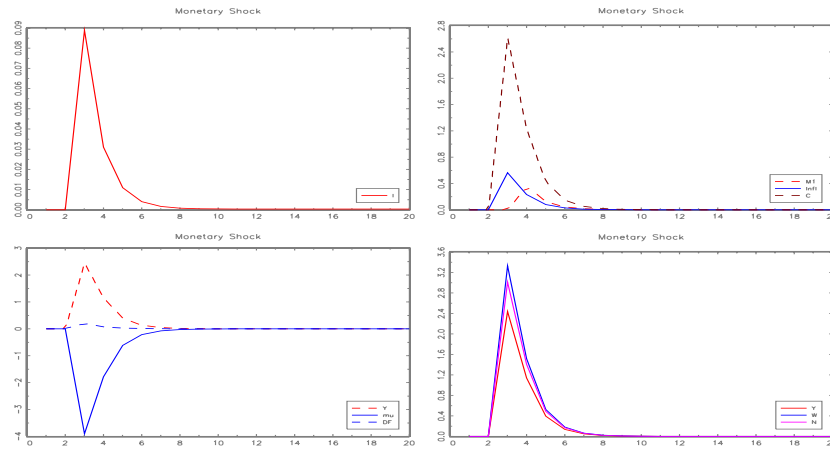 Monetary Shock
0.09
0.08
0.07
0.06
0.05
0.04
0.03
0.02
0.01
0.00
0 2 4 6 8 10 12 14 16 18 20
I
Monetary Shock
2.8
2.4
2.0
1.6
1.2
0.8
0.4
0.0
0 2 4 6 8 10 12 14 16 18 20
M1
Infl
C
Monetary Shock
3
2
1
0
-1
-2
-3
-4
0 2 4 6 8 10 12 14 16 18 20
Y
mu
DF
Monetary Shock
3.6
3.2
2.8
2.4
2.0
1.6
1.2
0.8
0.4
0.0
0 2 4 6 8 10 12 14 16 18 20
Y
W
N